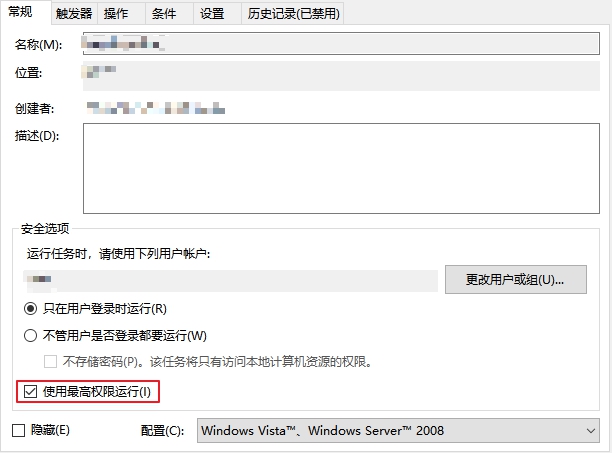 常规 触发器 操作 条件 设置 历史记录(已禁用)
名称(M):
位置:
创建者:
描述(D):
安全选项
运行任务时，请使用下列用户帐户:
更改用户或组(U)...
只在用户登录时运行(R)
不管用户是否登录都要运行(W)
不存储密码(P)。该任务将只有访问本地计算机资源的权限。
使用最高权限运行(I)
隐藏(E) 配置(C): Windows Vista™、Windows Server™ 2008